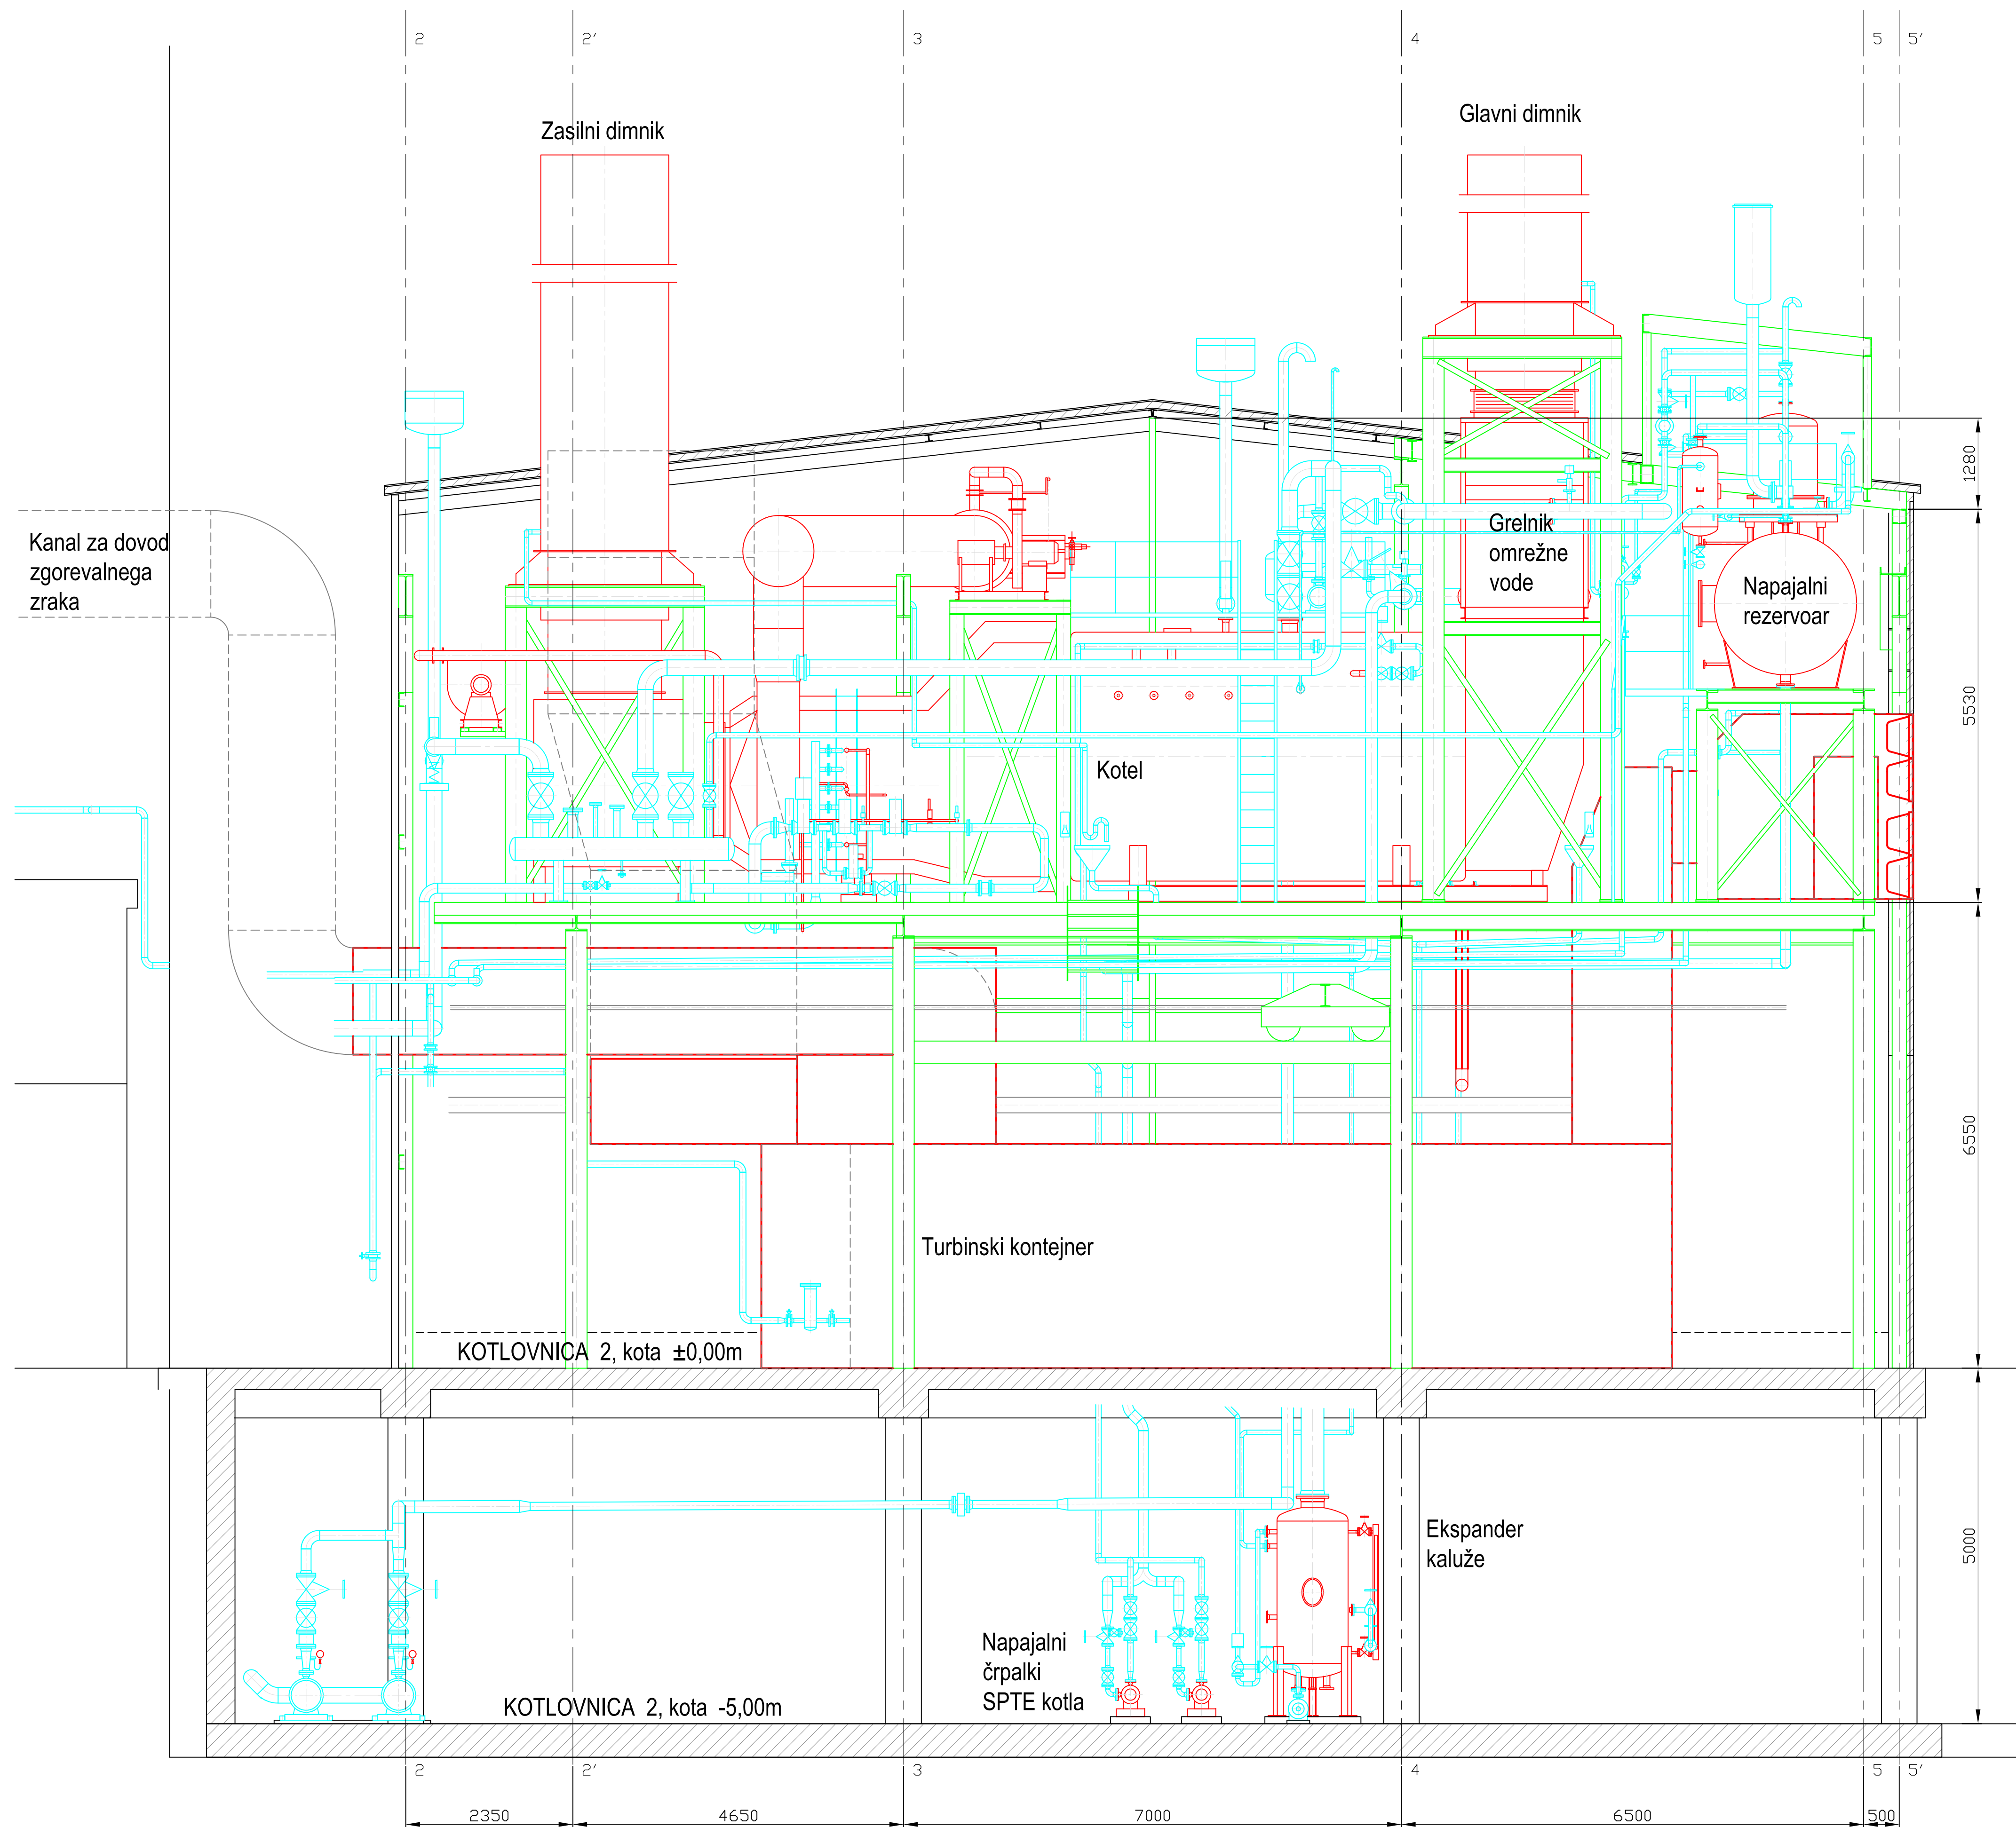 2
2'
3
4
5
5'
Zasilni dimnik
Glavni dimnik
Kanal za dovod
zgorevalnega
zraka
Grelnik
omrežne
vode
Napajalni
rezervoar
Kotel
Turbinski kontejner
KOTLOVNICA 2, kota ±0,00m
1280
5530
6550
5000
Ekspander
kaluže
Napajalni
črpalki
SPTE kotla
KOTLOVNICA 2, kota -5,00m
2
2'
3
4
5
5'
2350
4650
7000
6500
500